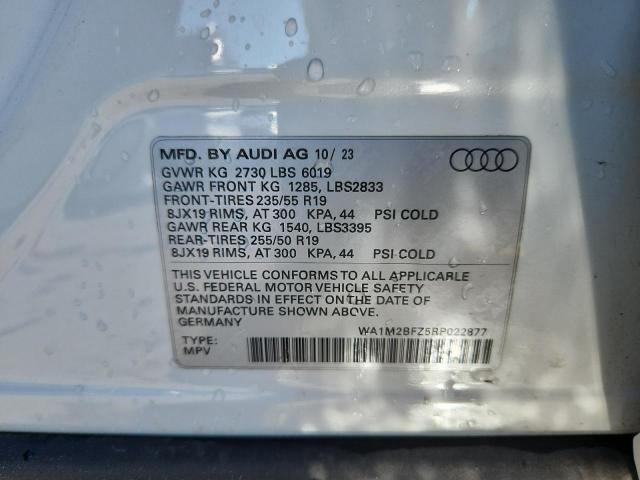 MFD. BY AUDI AG 10/ 23
GVWR KG 2730 LBS 6019
GAWR FRONT KG 1285, LBS2833
FRONT-TIRES 235/55 R19
8JX19 RIMS, AT 300 KPA, 44 PSI COLD
GAWR REAR KG 1540, LBS3395
REAR-TIRES 255/50 R19
8JX19 RIMS, AT 300 KPA, 44 PSI COLD
THIS VEHICLE CONFORMS TO ALL APPLICABLE
U.S. FEDERAL MOTOR VEHICLE SAFETY
STANDARDS IN EFFECT ON THE DATE OF
MANUFACTURE SHOWN ABOVE.
GERMANY
WA1M2BFZ5RP022877
TYPE:
MPV